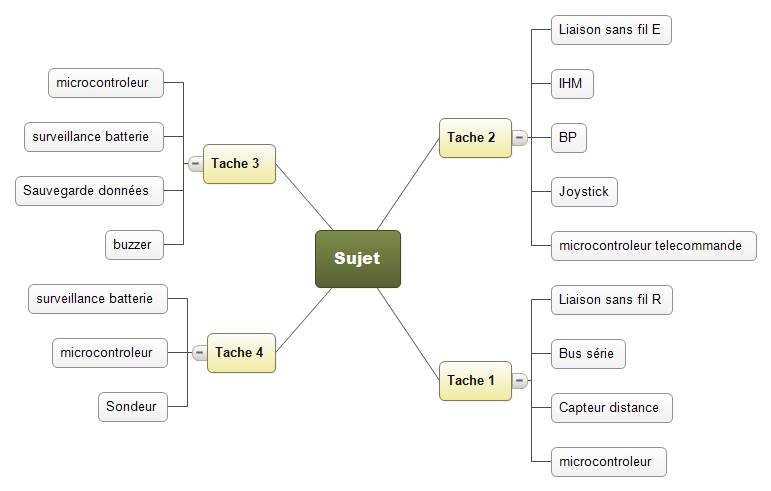 Sujet
Tache 2
Liaison sans fil E
IHM
BP
Joystick
microcontroleur telecommande
Tache 1
Liaison sans fil R
Bus série
Capteur distance
microcontroleur
Tache 3
microcontroleur
surveillance batterie
Sauvegarde données
buzzer
Tache 4
surveillance batterie
microcontroleur
Sondeur